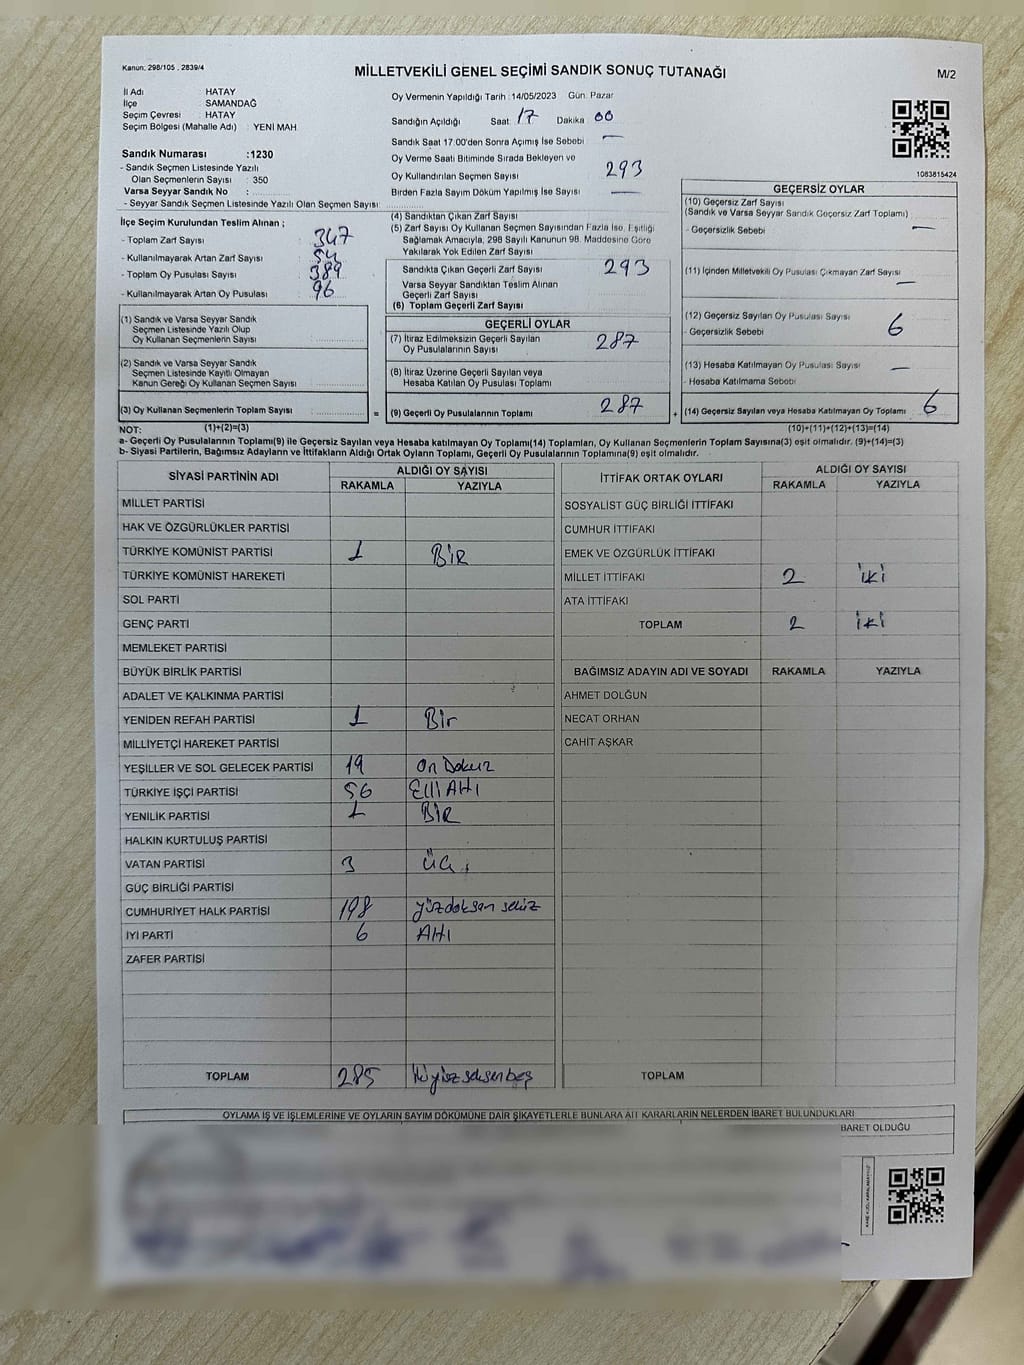 Kanun: 298/105 , 2839/4
MİLLETVEKİLİ GENEL SEÇİMİ SANDIK SONUÇ TUTANAĞI
M/2
İl Adı : HATAY
İlçe SAMANDAĞ
Seçim Çevresi : HATAY
Seçim Bölgesi (Mahalle Adı) : YENİ MAH
Sandık Numarası :1230
- Sandık Seçmen Listesinde Yazılı
Olan Seçmenlerin Sayısı : 350
Varsa Seyyar Sandık No :
- Seyyar Sandık Seçmen Listesinde Yazılı Olan Seçmen Sayısı:
Oy Vermenin Yapıldığı Tarih :14/05/2023 Gün: Pazar
Sandığın Açıldığı Saat: 17 Dakika 00
Sandık Saat 17:00'den Sonra Açımış İse Sebebi —
Oy Verme Saati Bitiminde Sırada Bekleyen ve
Oy Kullandırılan Seçmen Sayısı 293
Birden Fazla Sayım Döküm Yapılmış İse Sayısı —
1083815424
İlçe Seçim Kurulundan Teslim Alınan ;
- Toplam Zarf Sayısı : 347
- Kullanılmayarak Artan Zarf Sayısı : 54
- Toplam Oy Pusulası Sayısı : 389
- Kullanılmayarak Artan Oy Pusulası : 96
(1) Sandık ve Varsa Seyyar Sandık
Seçmen Listesinde Yazılı Olup
Oy Kullanan Seçmenlerin Sayısı
(2) Sandık ve Varsa Seyyar Sandık
Seçmen Listesinde Kayıtlı Olmayan
Kanun Gereği Oy Kullanan Seçmen Sayısı
(3) Oy Kullanan Seçmenlerin Toplam Sayısı
(4) Sandıktan Çıkan Zarf Sayısı
(5) Zarf Sayısı Oy Kullanan Seçmen Sayısından Fazla İse, Eşitliği
Sağlamak Amacıyla, 298 Sayılı Kanunun 98. Maddesine Göre
Yakılarak Yok Edilen Zarf Sayısı
Sandıkta Çıkan Geçerli Zarf Sayısı 293
Varsa Seyyar Sandıktan Teslim Alınan
Geçerli Zarf Sayısı
(6) Toplam Geçerli Zarf Sayısı
GEÇERLİ OYLAR
(7) İtiraz Edilmeksizin Geçerli Sayılan
Oy Pusulalarının Sayısı 287
(8) İtiraz Üzerine Geçerli Sayılan veya
Hesaba Katılan Oy Pusulası Toplamı
= (9) Geçerli Oy Pusulalarının Toplamı 287
GEÇERSİZ OYLAR
(10) Geçersiz Zarf Sayısı
(Sandık ve Varsa Seyyar Sandık Geçersiz Zarf Toplamı)
- Geçersizlik Sebebi —
(11) İçinden Milletvekili Oy Pusulası Çıkmayan Zarf Sayısı
—
(12) Geçersiz Sayılan Oy Pusulası Sayısı
- Geçersizlik Sebebi 6
(13) Hesaba Katılmayan Oy Pusulası Sayısı —
- Hesaba Katılmama Sebebi
+ (14) Geçersiz Sayılan veya Hesaba Katılmayan Oy Toplamı 6
NOT: (1)+(2)=(3) (10)+(11)+(12)+(13)=(14)
a- Geçerli Oy Pusulalarının Toplamı(9) ile Geçersiz Sayılan veya Hesaba katılmayan Oy Toplamı(14) Toplamları, Oy Kullanan Seçmenlerin Toplam Sayısına(3) eşit olmalıdır. (9)+(14)=(3)
b- Siyasi Partilerin, Bağımsız Adayların ve İttifakların Aldığı Ortak Oyların Toplamı, Geçerli Oy Pusulalarının Toplamına(9) eşit olmalıdır.
SİYASİ PARTİNİN ADI ALDIĞI OY SAYISI
RAKAMLA YAZIYLA
MİLLET PARTİSİ
HAK VE ÖZGÜRLÜKLER PARTİSİ
TÜRKİYE KOMÜNİST PARTİSİ 1 BİR
TÜRKİYE KOMÜNİST HAREKETİ
SOL PARTİ
GENÇ PARTİ
MEMLEKET PARTİSİ
BÜYÜK BİRLİK PARTİSİ
ADALET VE KALKINMA PARTİSİ
YENİDEN REFAH PARTİSİ 1 Bir
MİLLİYETÇİ HAREKET PARTİSİ
YEŞİLLER VE SOL GELECEK PARTİSİ 19 On Dokuz
TÜRKİYE İŞÇİ PARTİSİ 56 Elli Altı
YENİLİK PARTİSİ 1 BİR
HALKIN KURTULUŞ PARTİSİ
VATAN PARTİSİ 3 Üç
GÜÇ BİRLİĞİ PARTİSİ
CUMHURİYET HALK PARTİSİ 198 yüzdoksan sekiz
İYİ PARTİ 6 Altı
ZAFER PARTİSİ
TOPLAM 285 ikiyüz seksen beş
İTTİFAK ORTAK OYLARI ALDIĞI OY SAYISI
RAKAMLA YAZIYLA
SOSYALİST GÜÇ BİRLİĞİ İTTİFAKI
CUMHUR İTTİFAKI
EMEK VE ÖZGÜRLÜK İTTİFAKI
MİLLET İTTİFAKI 2 iki
ATA İTTİFAKI
TOPLAM 2 iki
BAĞIMSIZ ADAYIN ADI VE SOYADI RAKAMLA YAZIYLA
AHMET DOLĞUN
NECAT ORHAN
CAHİT AŞKAR
TOPLAM
OYLAMA İŞ VE İŞLEMLERİNE VE OYLARIN SAYIM DÖKÜMÜNE DAİR ŞİKAYETLERLE BUNLARA AİT KARARLARIN NELERDEN İBARET BULUNDUKLARI
BARET OLDUĞU